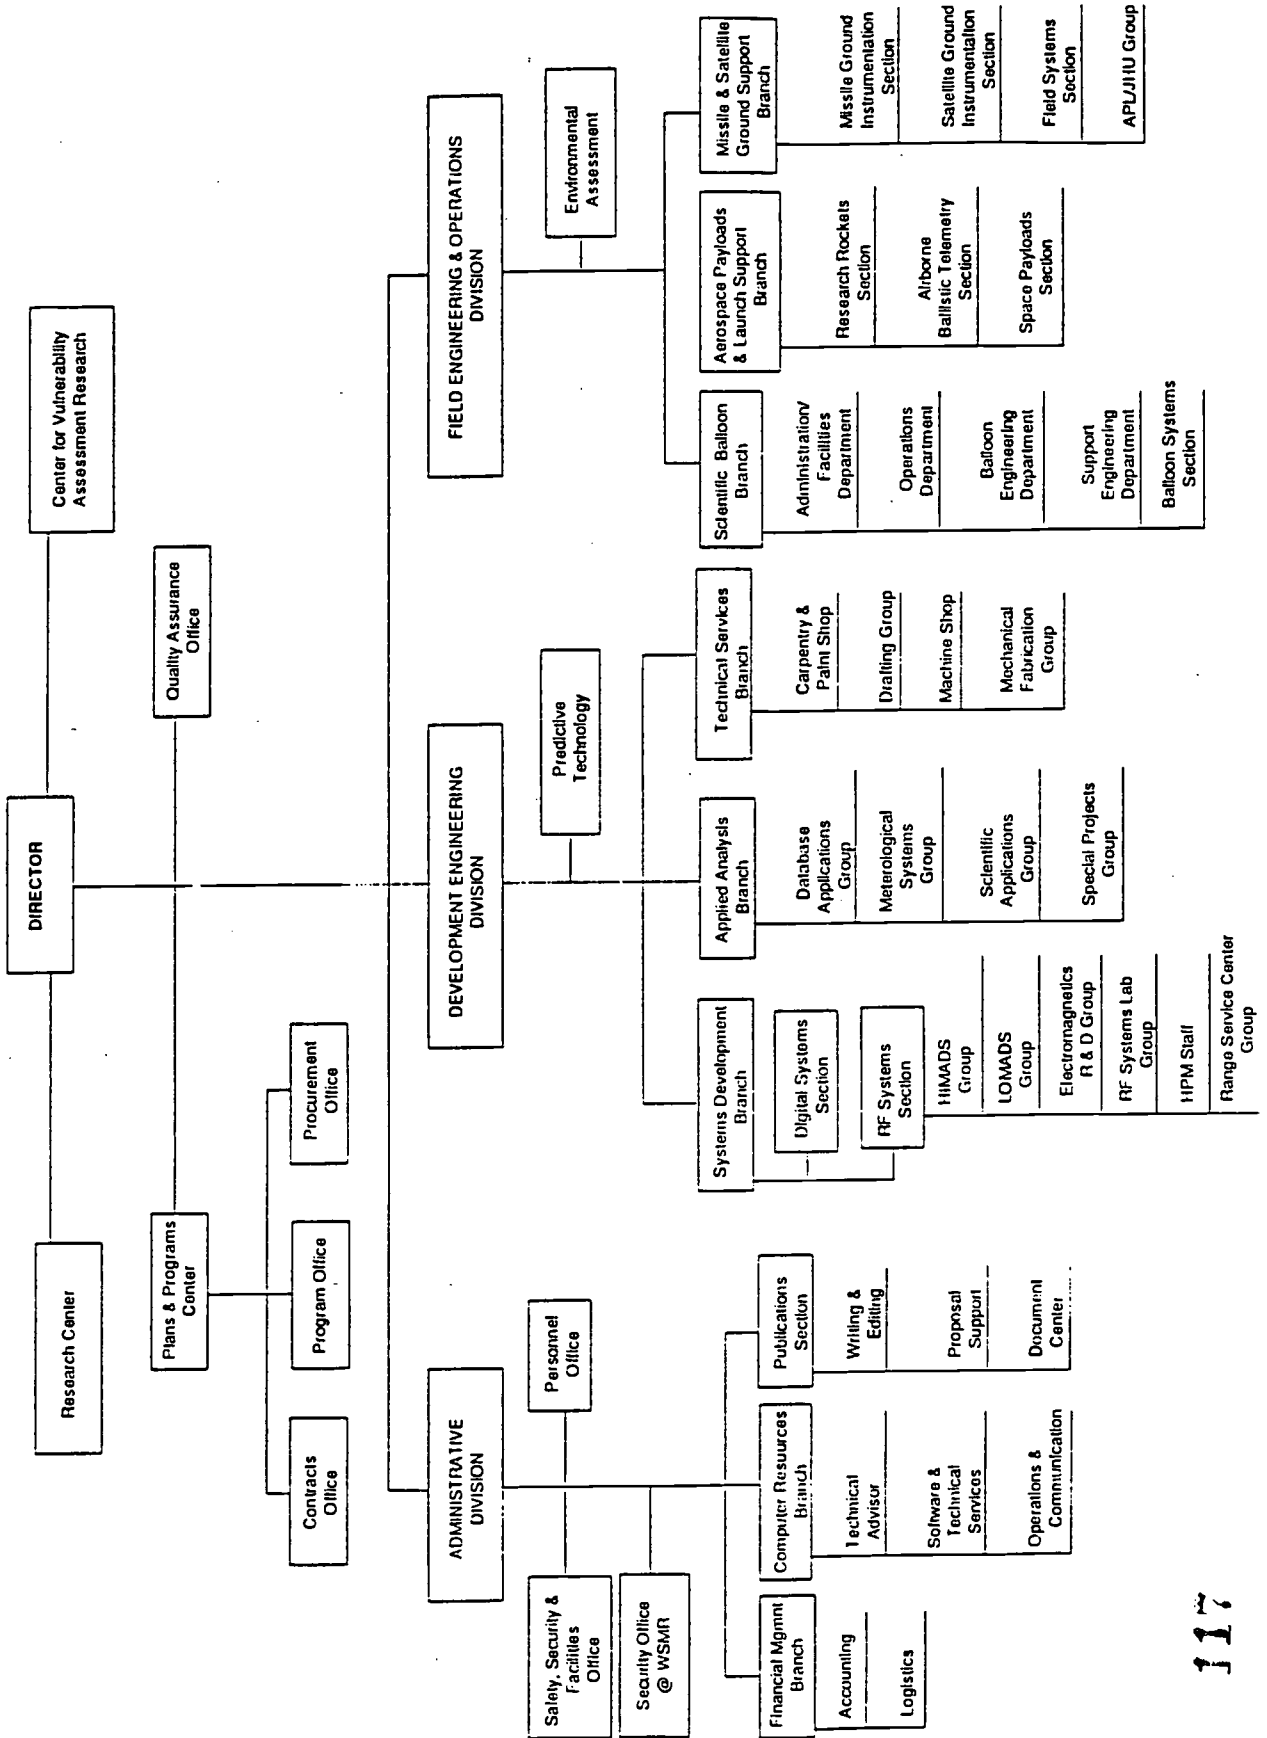 DIRECTOR
Research Center
Center for Vulnerability
Assessment Research
Plans & Programs
Center
Quality Assurance
Office
Contracts
Office
Program Office
Procurement
Office
ADMINISTRATIVE
DIVISION
DEVELOPMENT ENGINEERING
DIVISION
FIELD ENGINEERING & OPERATIONS
DIVISION
Safety, Security &
Facilities
Office
Personnel
Office
Security Office
@ WSMR
Predictive
Technology
Environmental
Assessment
Financial Mgmnt
Branch
Accounting
Logistics
Computer Resources
Branch
Technical
Advisor
Software &
Technical
Services
Operations &
Communication
Publications
Section
Writing &
Editing
Proposal
Support
Document
Center
Systems Development
Branch
Digital Systems
Section
RF Systems
Section
HIMADS
Group
LOMADS
Group
Electromagnetics
R & D Group
RF Systems Lab
Group
HPM Staff
Range Service Center
Group
Applied Analysis
Branch
Database
Applications
Group
Meterological
Systems
Group
Scientific
Applications
Group
Special Projects
Group
Technical Services
Branch
Carpentry &
Paint Shop
Drafting Group
Machine Shop
Mechanical
Fabrication
Group
Scientific Balloon
Branch
Administration/
Facilities
Department
Operations
Department
Balloon
Engineering
Department
Support
Engineering
Department
Balloon Systems
Section
Aerospace Payloads
& Launch Support
Branch
Research Rockets
Section
Airborne
Ballistic Telemetry
Section
Space Payloads
Section
Missile & Satellite
Ground Support
Branch
Missile Ground
Instrumentation
Section
Satellite Ground
Instrumentation
Section
Field Systems
Section
APL/JHU Group
117